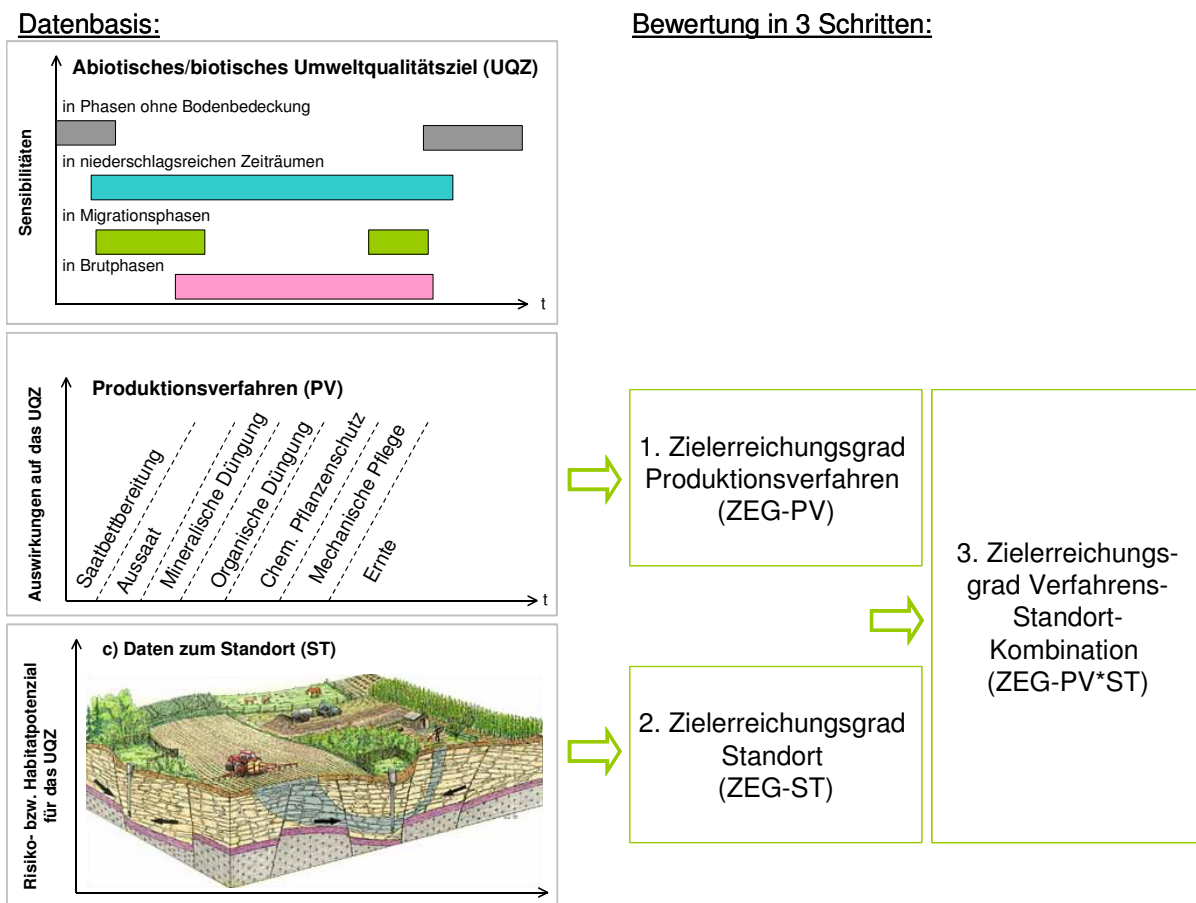 Datenbasis:
Bewertung in 3 Schritten:
Abiotisches/biotisches Umweltqualitätsziel (UQZ)
Sensibilitäten
in Phasen ohne Bodenbedeckung
in niederschlagsreichen Zeiträumen
in Migrationsphasen
in Brutphasen
t
Auswirkungen auf das UQZ
Produktionsverfahren (PV)
Saatbettbereitung
Aussaat
Mineralische Düngung
Organische Düngung
Chem. Pflanzenschutz
Mechanische Pflege
Ernte
t
Risiko- bzw. Habitatpotenzial
für das UQZ
c) Daten zum Standort (ST)
1. Zielerreichungsgrad
Produktionsverfahren
(ZEG-PV)
2. Zielerreichungsgrad
Standort
(ZEG-ST)
3. Zielerreichungs-
grad Verfahrens-
Standort-
Kombination
(ZEG-PV*ST)